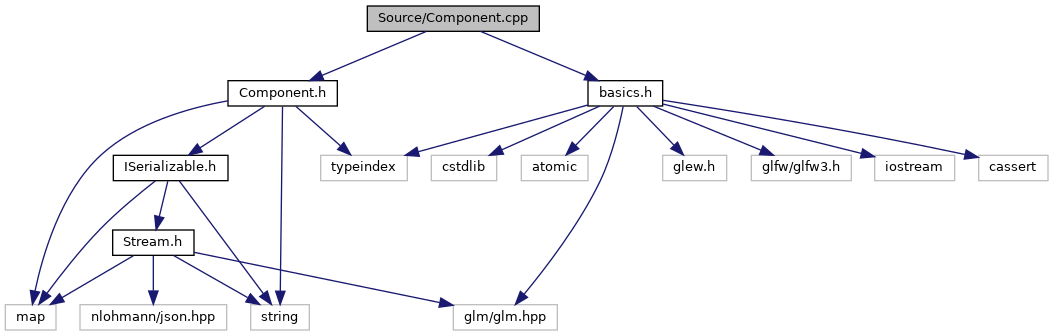 Source/Component.cpp
Component.h
basics.h
ISerializable.h
typeindex
cstdlib
atomic
glew.h
glfw/glfw3.h
iostream
cassert
Stream.h
map
nlohmann/json.hpp
string
glm/glm.hpp